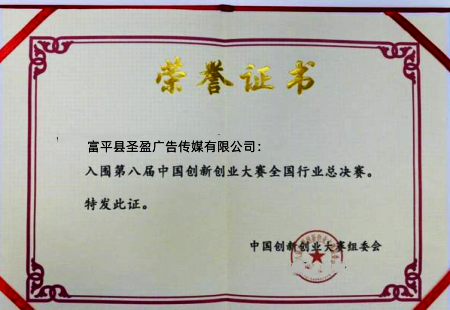 荣誉证书
富平县圣盈广告传媒有限公司：
入围第八届中国创新创业大赛全国行业总决赛。
特发此证。
中国创新创业大赛组委会